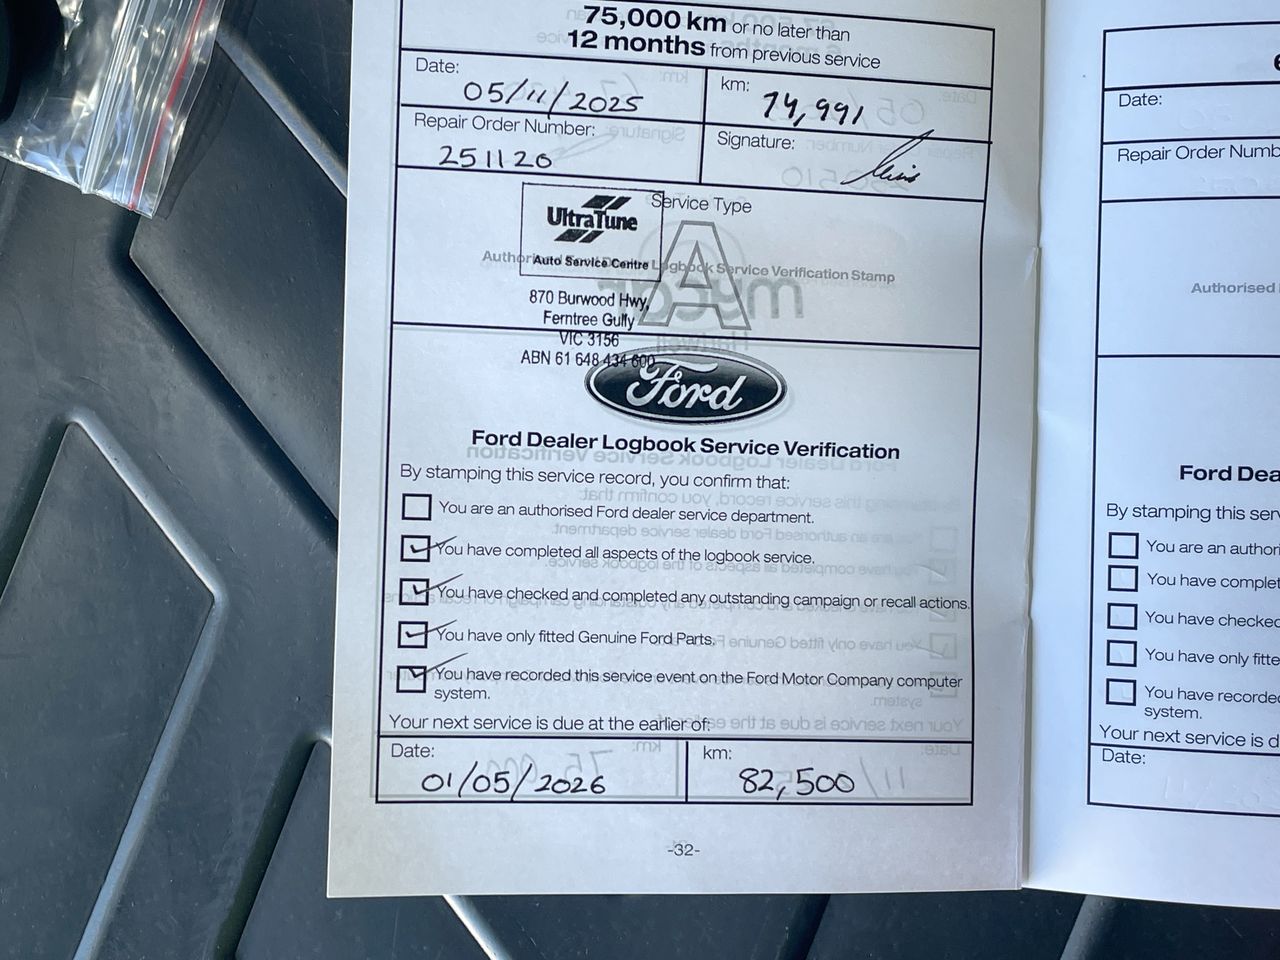 75,000 km or no later than
12 months from previous service
Date:
05/11/2025
km:
74,991
Repair Order Number:
251120
Signature:
Service Type
A
UltraTune
Auto Service Centre
Authorised Logbook Service Verification Stamp
870 Burwood Hwy,
Ferntree Gully
VIC 3156
ABN 61 648 434 600
Ford
Ford Dealer Logbook Service Verification
By stamping this service record, you confirm that:
You are an authorised Ford dealer service department.
You have completed all aspects of the logbook service.
You have checked and completed any outstanding campaign or recall actions.
You have only fitted Genuine Ford Parts.
You have recorded this service event on the Ford Motor Company computer
system.
Your next service is due at the earlier of:
Date:
01/05/2026
km:
82,500
-32-
Date:
Repair Order Numb
Authorised
Ford Dea
By stamping this ser
You are an author
You have complet
You have checked
You have only fitte
You have recorded
system.
Your next service is d
Date: